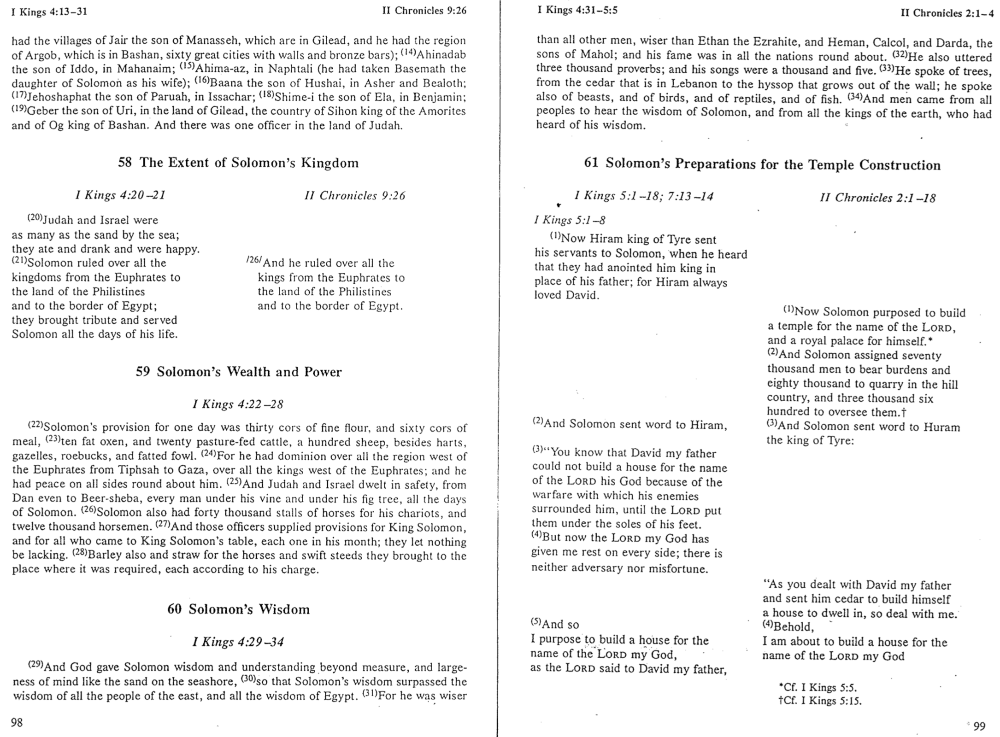 I Kings 4:13–31
II Chronicles 9:26
had the villages of Jair the son of Manasseh, which are in Gilead, and he had the region
of Argob, which is in Bashan, sixty great cities with walls and bronze bars); (14)Ahinadab
the son of Iddo, in Mahanaim; (15)Ahima-az, in Naphtali (he had taken Basemath the
daughter of Solomon as his wife); (16)Baana the son of Hushai, in Asher and Bealoth;
(17)Jehoshaphat the son of Paruah, in Issachar; (18)Shime-i the son of Ela, in Benjamin;
(19)Geber the son of Uri, in the land of Gilead, the country of Sihon king of the Amorites
and of Og king of Bashan. And there was one officer in the land of Judah.
58 The Extent of Solomon's Kingdom
I Kings 4:20–21
(20)Judah and Israel were
as many as the sand by the sea;
they ate and drank and were happy.
(21)Solomon ruled over all the
kingdoms from the Euphrates to
the land of the Philistines
and to the border of Egypt;
they brought tribute and served
Solomon all the days of his life.
II Chronicles 9:26
/26/And he ruled over all the
kings from the Euphrates to
the land of the Philistines
and to the border of Egypt.
59 Solomon's Wealth and Power
I Kings 4:22–28
(22)Solomon's provision for one day was thirty cors of fine flour, and sixty cors of
meal, (23)ten fat oxen, and twenty pasture-fed cattle, a hundred sheep, besides harts,
gazelles, roebucks, and fatted fowl. (24)For he had dominion over all the region west of
the Euphrates from Tiphsah to Gaza, over all the kings west of the Euphrates; and he
had peace on all sides round about him. (25)And Judah and Israel dwelt in safety, from
Dan even to Beer-sheba, every man under his vine and under his fig tree, all the days
of Solomon. (26)Solomon also had forty thousand stalls of horses for his chariots, and
twelve thousand horsemen. (27)And those officers supplied provisions for King Solomon,
and for all who came to King Solomon's table, each one in his month; they let nothing
be lacking. (28)Barley also and straw for the horses and swift steeds they brought to the
place where it was required, each according to his charge.
60 Solomon's Wisdom
I Kings 4:29–34
(29)And God gave Solomon wisdom and understanding beyond measure, and large-
ness of mind like the sand on the seashore, (30)so that Solomon's wisdom surpassed the
wisdom of all the people of the east, and all the wisdom of Egypt. (31)For he was wiser
98
I Kings 4:31–5:5
II Chronicles 2:1–4
than all other men, wiser than Ethan the Ezrahite, and Heman, Calcol, and Darda, the
sons of Mahol; and his fame was in all the nations round about. (32)He also uttered
three thousand proverbs; and his songs were a thousand and five. (33)He spoke of trees,
from the cedar that is in Lebanon to the hyssop that grows out of the wall; he spoke
also of beasts, and of birds, and of reptiles, and of fish. (34)And men came from all
peoples to hear the wisdom of Solomon, and from all the kings of the earth, who had
heard of his wisdom.
61 Solomon's Preparations for the Temple Construction
I Kings 5:1–18; 7:13–14
I Kings 5:1–8
(1)Now Hiram king of Tyre sent
his servants to Solomon, when he heard
that they had anointed him king in
place of his father; for Hiram always
loved David.
(2)And Solomon sent word to Hiram,
(3)“You know that David my father
could not build a house for the name
of the LORD his God because of the
warfare with which his enemies
surrounded him, until the LORD put
them under the soles of his feet.
(4)But now the LORD my God has
given me rest on every side; there is
neither adversary nor misfortune.
(5)And so
I purpose to build a house for the
name of the LORD my God,
as the LORD said to David my father,
II Chronicles 2:1–18
(1)Now Solomon purposed to build
a temple for the name of the LORD,
and a royal palace for himself.*
(2)And Solomon assigned seventy
thousand men to bear burdens and
eighty thousand to quarry in the hill
country, and three thousand six
hundred to oversee them.†
(3)And Solomon sent word to Huram
the king of Tyre:
“As you dealt with David my father
and sent him cedar to build himself
a house to dwell in, so deal with me.
(4)Behold,
I am about to build a house for the
name of the LORD my God
*Cf. I Kings 5:5.
†Cf. I Kings 5:15.
99